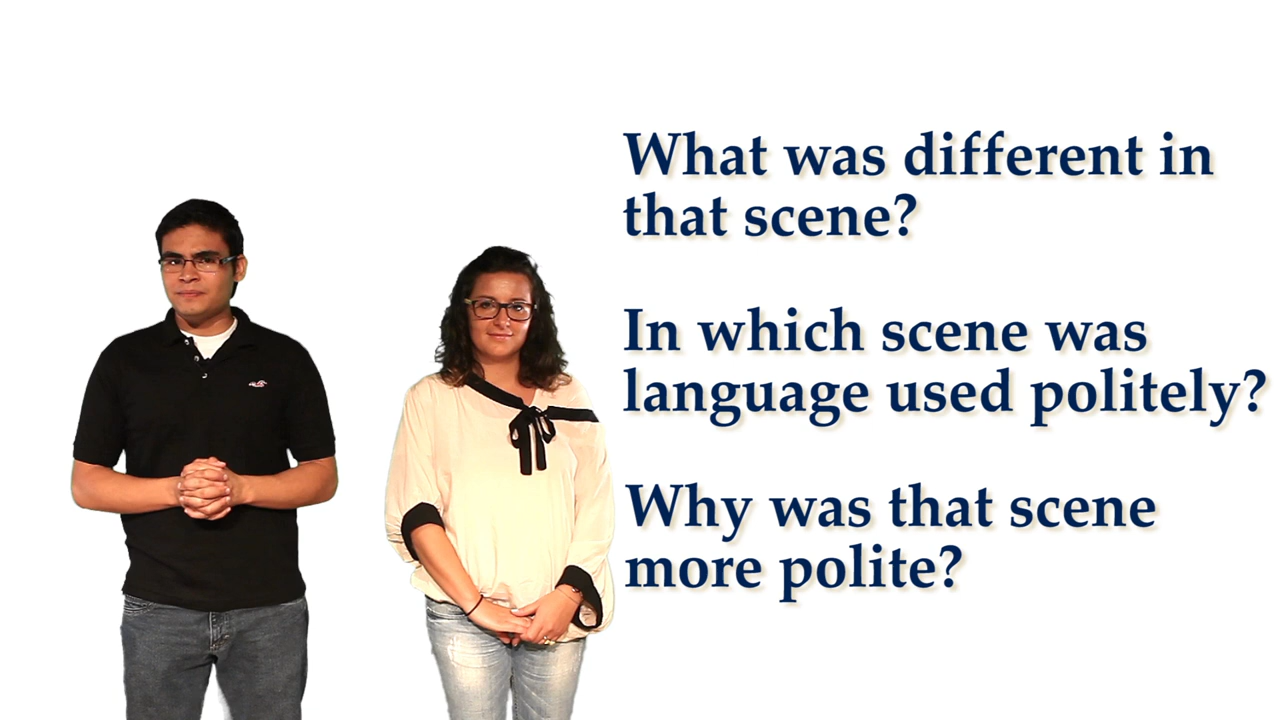 What was different in
that scene?
In which scene was
language used politely?
Why was that scene
more polite?